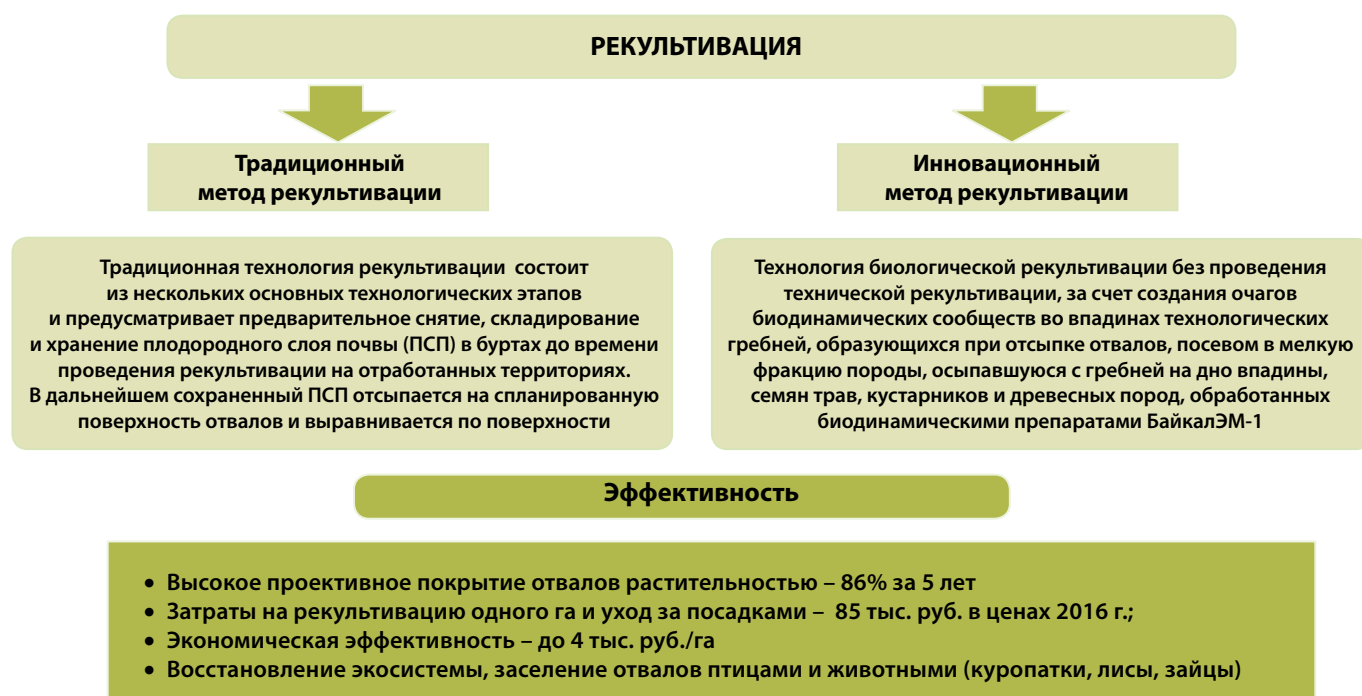 РЕКУЛЬТИВАЦИЯ
Традиционный
метод рекультивации
Инновационный
метод рекультивации
Традиционная технология рекультивации состоит
из нескольких основных технологических этапов
и предусматривает предварительное снятие, складирование
и хранение плодородного слоя почвы (ПСП) в буртах до времени
проведения рекультивации на отработанных территориях.
В дальнейшем сохраненный ПСП отсыпается на спланированную
поверхность отвалов и выравнивается по поверхности
Технология биологической рекультивации без проведения
технической рекультивации, за счет создания очагов
биодинамических сообществ во впадинах технологических
гребней, образующихся при отсыпке отвалов, посевом в мелкую
фракцию породы, осыпавшуюся с гребней на дно впадины,
семян трав, кустарников и древесных пород, обработанных
биодинамическими препаратами БайкалЭМ-1
Эффективность
• Высокое проективное покрытие отвалов растительностью – 86% за 5 лет
• Затраты на рекультивацию одного га и уход за посадками – 85 тыс. руб. в ценах 2016 г.;
• Экономическая эффективность – до 4 тыс. руб./га
• Восстановление экосистемы, заселение отвалов птицами и животными (куропатки, лисы, зайцы)